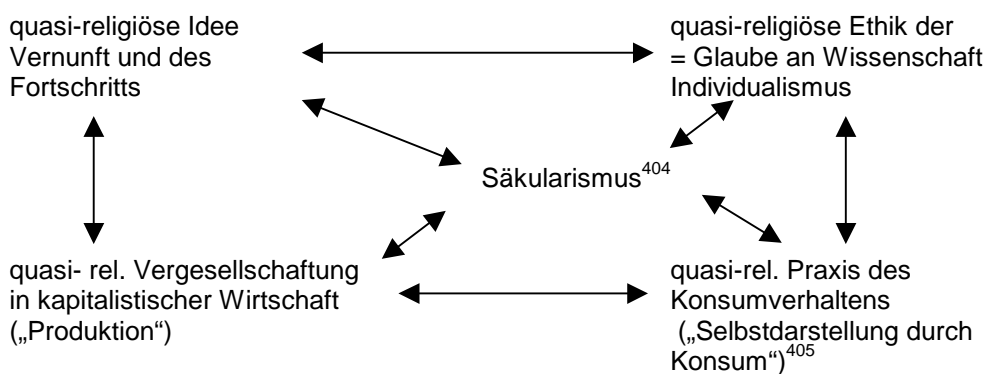 quasi-religiöse Idee
Vernunft und des
Fortschritts
quasi-religiöse Ethik der
= Glaube an Wissenschaft
Individualismus
Säkularismus404
quasi- rel. Vergesellschaftung
in kapitalistischer Wirtschaft
(„Produktion“)
quasi-rel. Praxis des
Konsumverhaltens
(„Selbstdarstellung durch
Konsum“)405